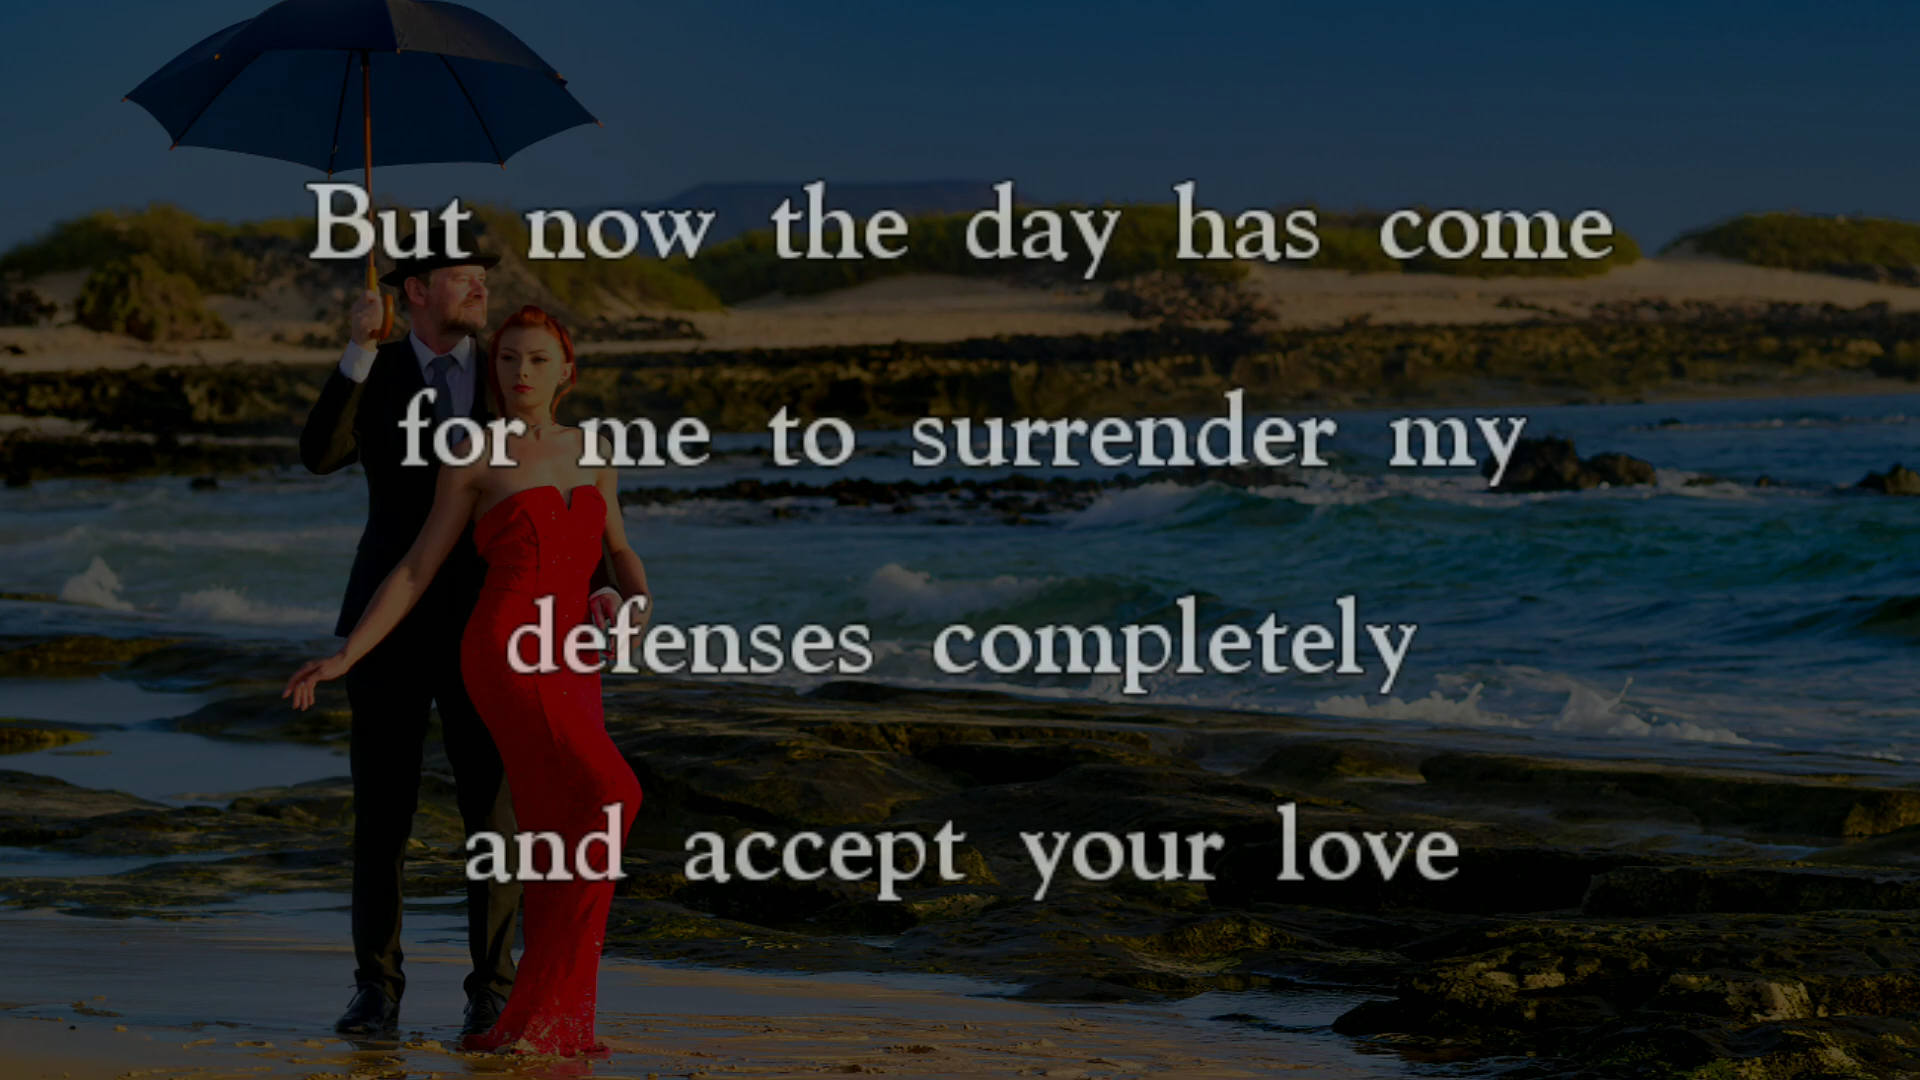 But now the day has come
for me to surrender my
defenses completely
and accept your love